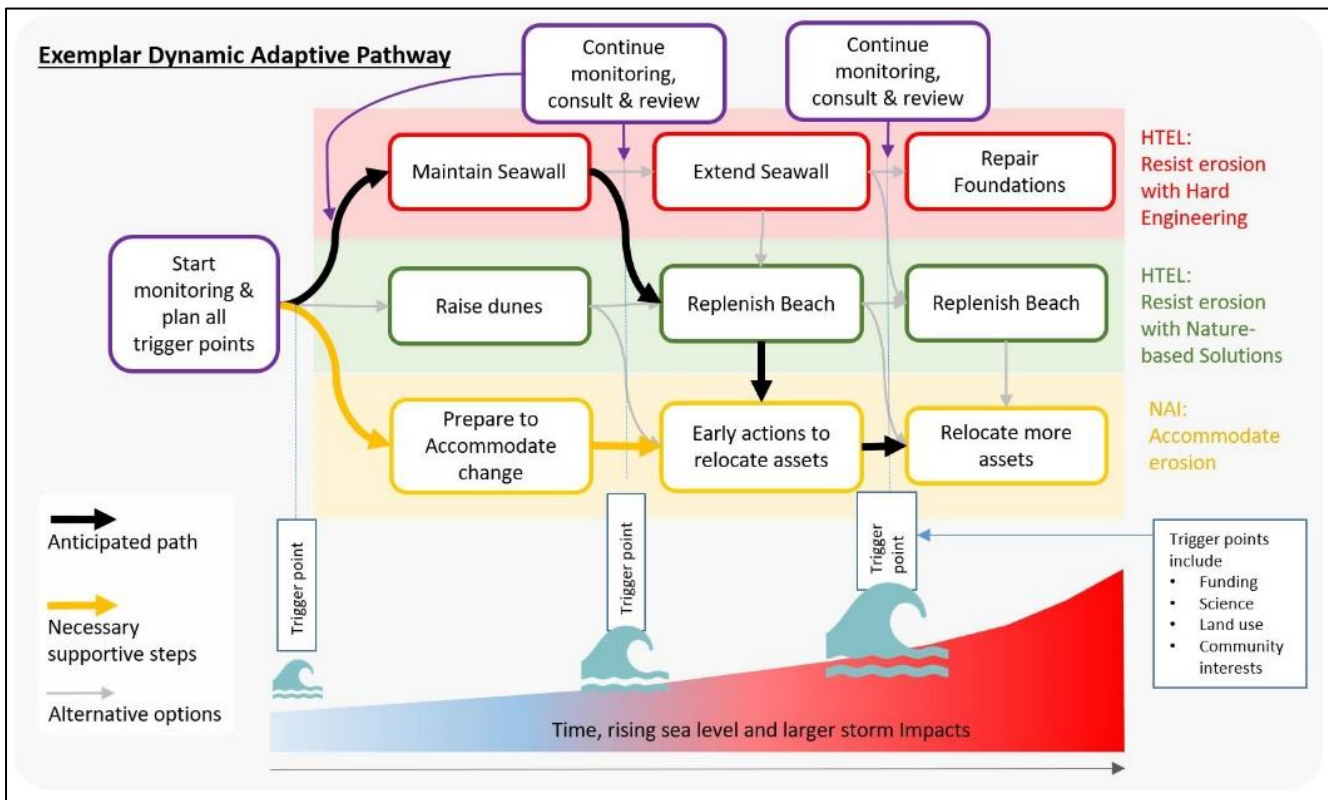 Exemplar Dynamic Adaptive Pathway
Continue
monitoring,
consult & review
Continue
monitoring,
consult & review
Maintain Seawall
Extend Seawall
Repair
Foundations
HTEL:
Resist erosion
with Hard
Engineering
Start
monitoring &
plan all
trigger points
Raise dunes
Replenish Beach
Replenish Beach
HTEL:
Resist erosion
with Nature-
based Solutions
Prepare to
Accommodate
change
Early actions to
relocate assets
Relocate more
assets
NAI:
Accommodate
erosion
Anticipated path
Necessary
supportive steps
Alternative options
Trigger point
Trigger point
Trigger
point
Trigger points
include
• Funding
• Science
• Land use
• Community
interests
Time, rising sea level and larger storm Impacts